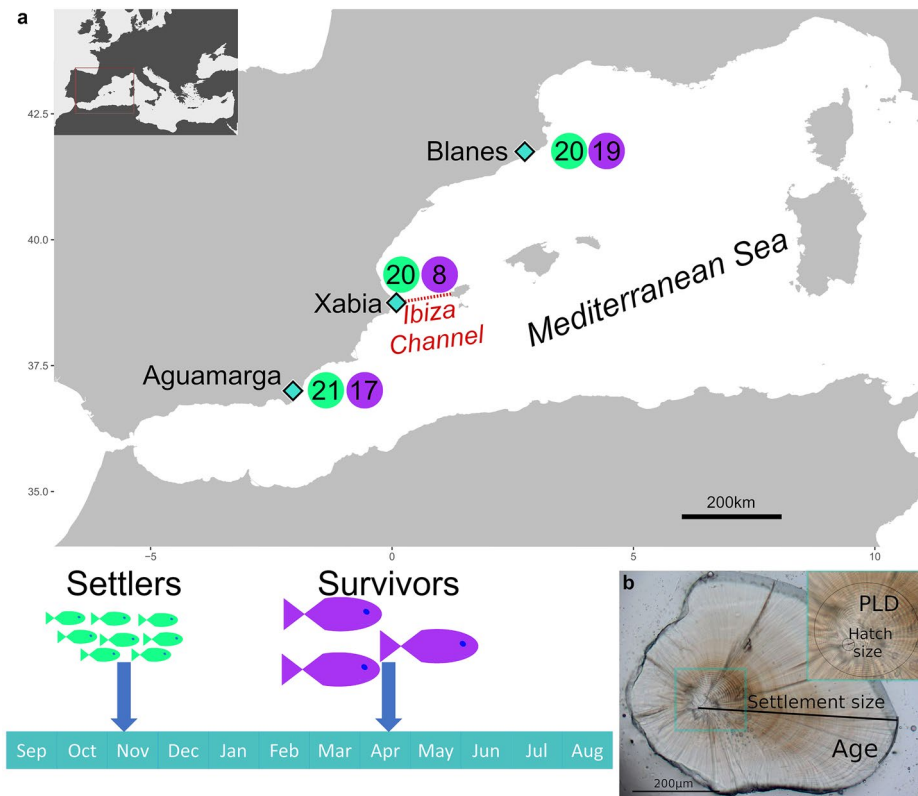 a
42.5
40.0
37.5
35.0
Blanes
20 19
20 8
Xabia
Ibiza
Channel
Mediterranean Sea
Aguamarga
21 17
200km
−5 0 5 10
Settlers
Survivors
Sep Oct Nov Dec Jan Feb Mar Apr May Jun Jul Aug
b
PLD
Hatch
size
Settlement size
Age
200µm